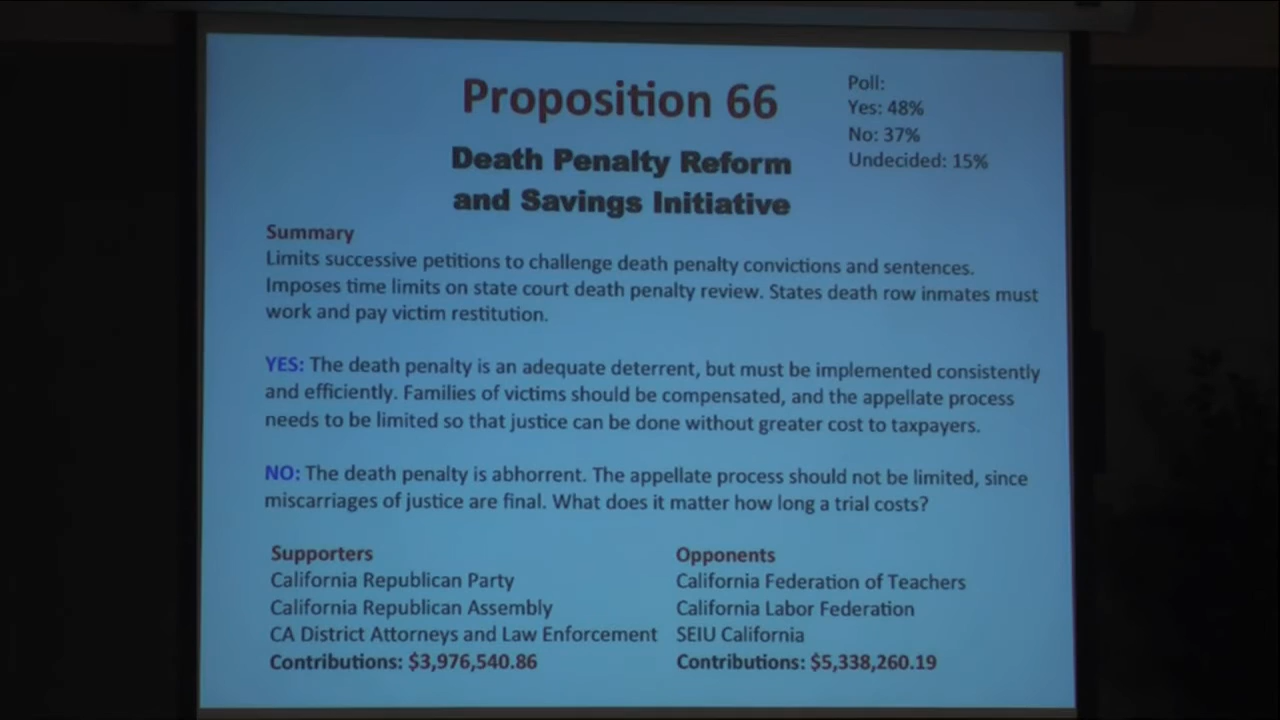 Proposition 66
Death Penalty Reform
and Savings Initiative
Poll:
Yes: 48%
No: 37%
Undecided: 15%
Summary
Limits successive petitions to challenge death penalty convictions and sentences.
Imposes time limits on state court death penalty review. States death row inmates must
work and pay victim restitution.
YES: The death penalty is an adequate deterrent, but must be implemented consistently
and efficiently. Families of victims should be compensated, and the appellate process
needs to be limited so that justice can be done without greater cost to taxpayers.
NO: The death penalty is abhorrent. The appellate process should not be limited, since
miscarriages of justice are final. What does it matter how long a trial costs?
Supporters
California Republican Party
California Republican Assembly
CA District Attorneys and Law Enforcement
Contributions: $3,976,540.86
Opponents
California Federation of Teachers
California Labor Federation
SEIU California
Contributions: $5,338,260.19